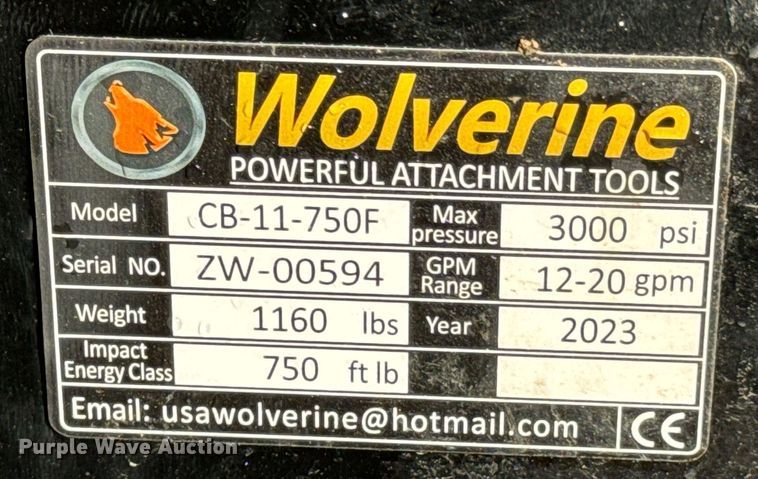 Wolverine
POWERFUL ATTACHMENT TOOLS
Model CB-11-750F Max pressure 3000 psi
Serial NO. ZW-00594 GPM Range 12-20 gpm
Weight 1160 lbs Year 2023
Impact Energy Class 750 ft lb
Email: usawolverine@hotmail.com CE
Purple Wave Auction